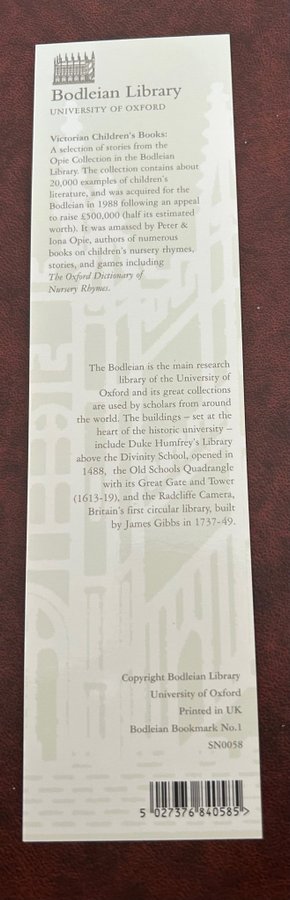 Bodleian Library
UNIVERSITY OF OXFORD
Victorian Children's Books:
A selection of stories from the
Opie Collection in the Bodleian
Library. The collection contains about
20,000 examples of children's
literature, and was acquired for the
Bodleian in 1988 following an appeal
to raise £500,000 (half its estimated
worth). It was amassed by Peter &
Iona Opie, authors of numerous
books on children's nursery rhymes,
stories, and games including
The Oxford Dictionary of
Nursery Rhymes.
The Bodleian is the main research
library of the University of
Oxford and its great collections
are used by scholars from around
the world. The buildings – set at the
heart of the historic university –
include Duke Humfrey's Library
above the Divinity School, opened in
1488, the Old Schools Quadrangle
with its Great Gate and Tower
(1613-19), and the Radcliffe Camera,
Britain's first circular library, built
by James Gibbs in 1737-49.
Copyright Bodleian Library
University of Oxford
Printed in UK
Bodleian Bookmark No.1
SN0058
5 027376 840585 >